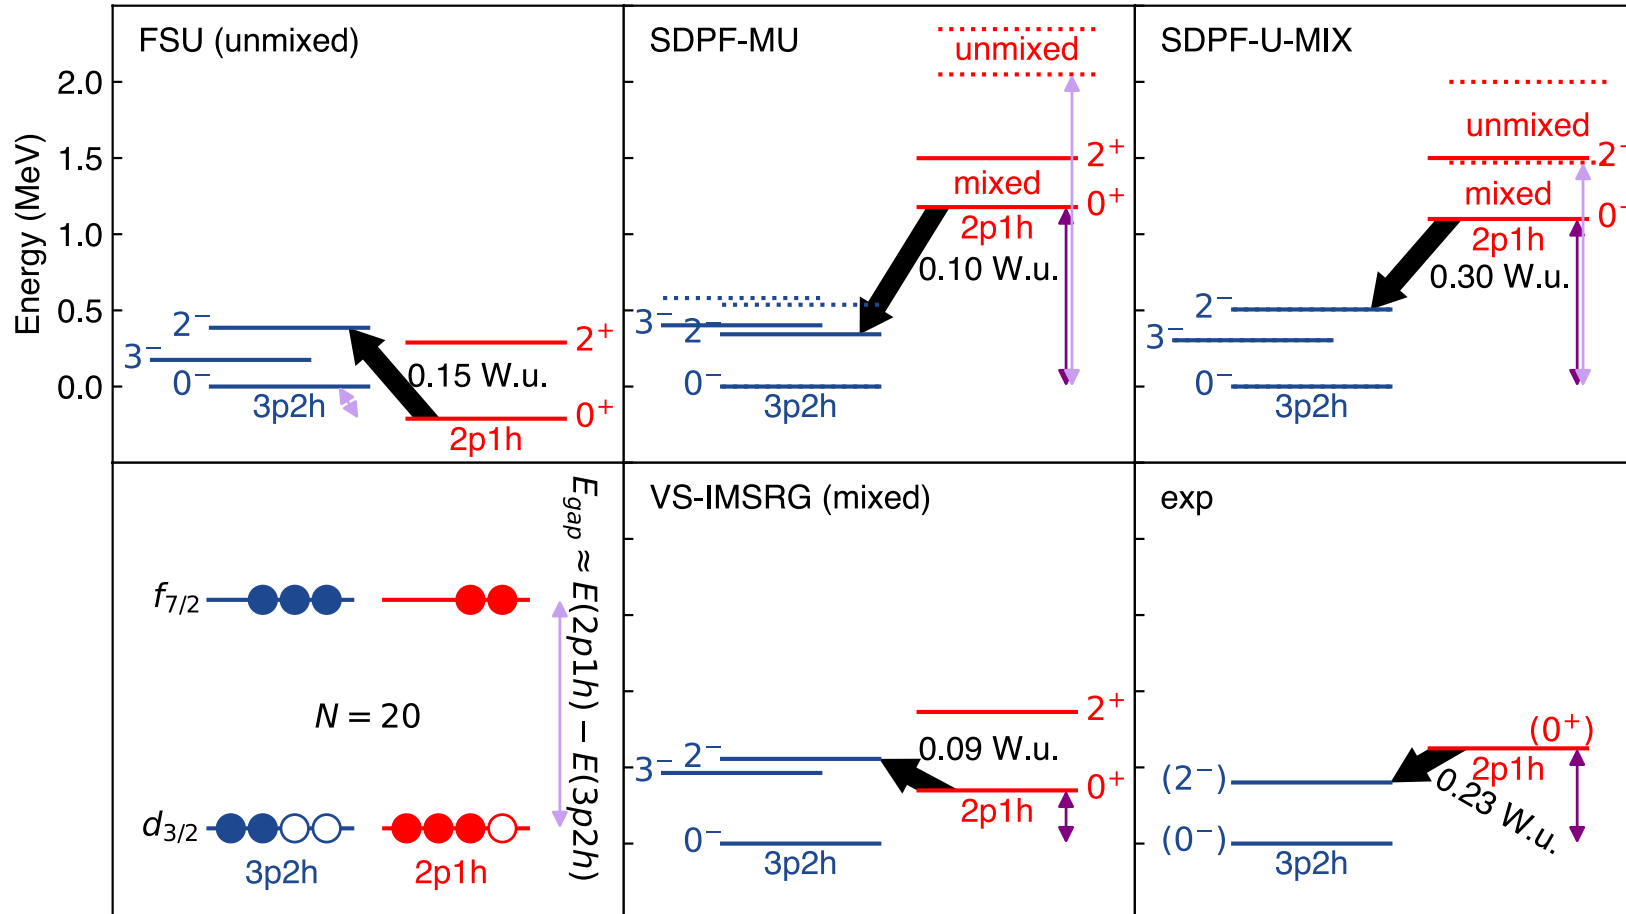 FSU (unmixed)
SDPF-MU
SDPF-U-MIX
Energy (MeV)
2.0
1.5
1.0
0.5
0.0
2⁻
3⁻
0⁻
3p2h
0.15 W.u.
2⁺
0⁺
2p1h
unmixed
2⁺
mixed
0⁺
2p1h
0.10 W.u.
3⁻
2⁻
0⁻
3p2h
unmixed
2⁻
mixed
0⁻
2p1h
0.30 W.u.
2⁻
3⁻
0⁻
3p2h
f7/2
N = 20
d3/2
3p2h
2p1h
Egap ≈ E(2p1h) − E(3p2h)
VS-IMSRG (mixed)
2⁺
0.09 W.u.
2⁻
3⁻
0⁺
2p1h
0⁻
3p2h
exp
(0⁺)
2p1h
(2⁻)
0.23 W.u.
(0⁻)
3p2h